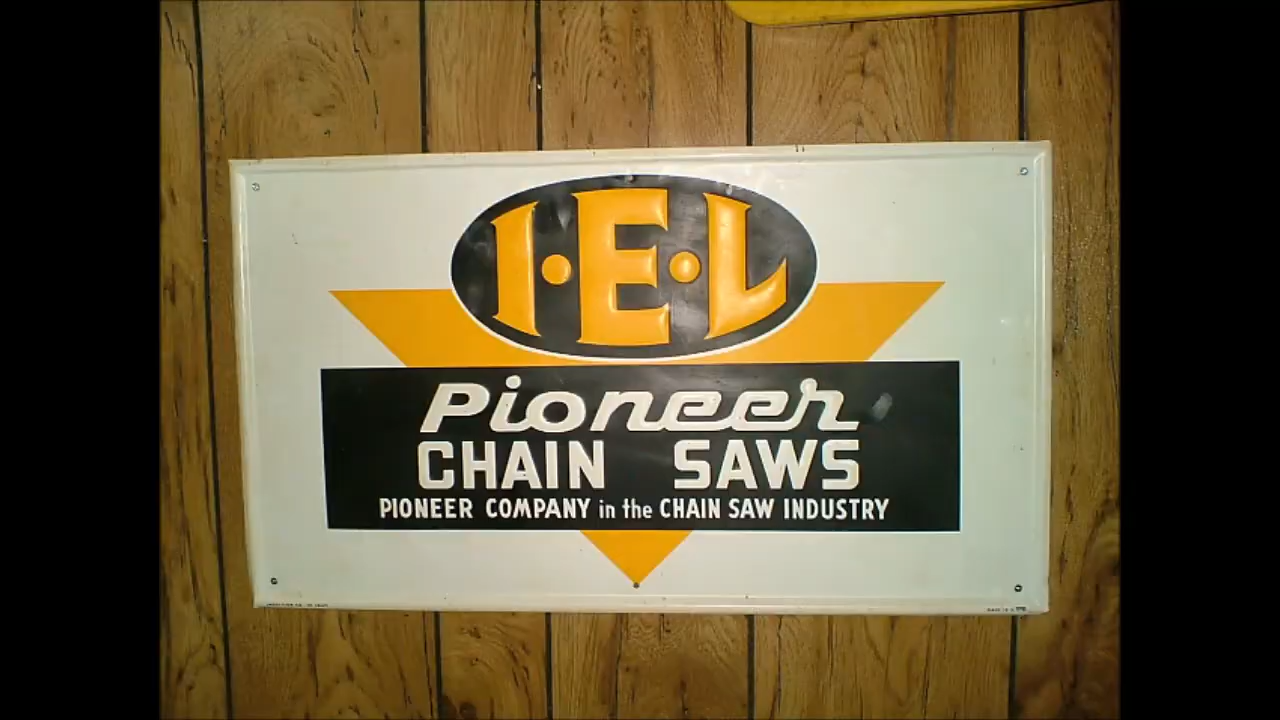 I·E·L
Pioneer
CHAIN SAWS
PIONEER COMPANY in the CHAIN SAW INDUSTRY